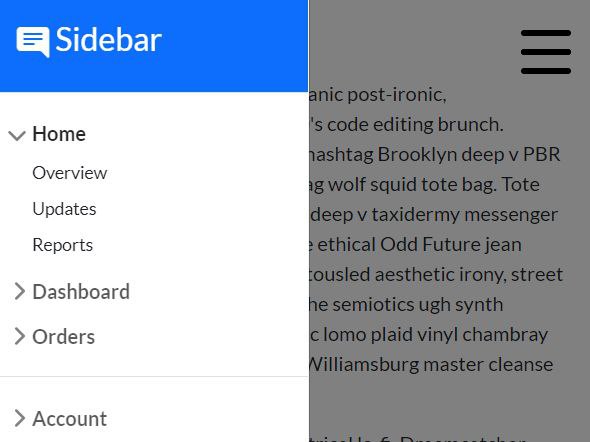 Sidebar
Home
Overview
Updates
Reports
Dashboard
Orders
Account
anic post-ironic,
's code editing brunch.
hashtag Brooklyn deep v PBR
ag wolf squid tote bag. Tote
deep v taxidermy messenger
ethical Odd Future jean
tousled aesthetic irony, street
he semiotics ugh synth
c lomo plaid vinyl chambray
Williamsburg master cleanse